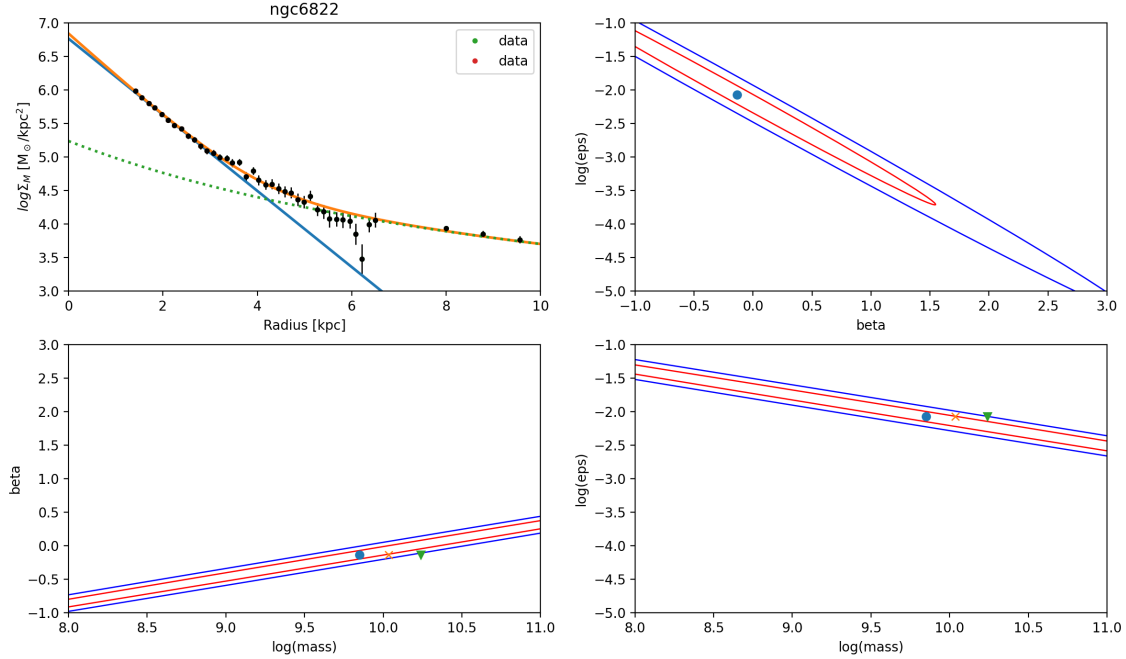 ngc6822
7.0
6.5
6.0
5.5
5.0
4.5
4.0
3.5
3.0
logΣ_M [M_⊙/kpc²]
data
data
0 2 4 6 8 10
Radius [kpc]
−1.0
−1.5
−2.0
−2.5
−3.0
−3.5
−4.0
−4.5
−5.0
log(eps)
−1.0 −0.5 0.0 0.5 1.0 1.5 2.0 2.5 3.0
beta
3.0
2.5
2.0
1.5
1.0
0.5
0.0
−0.5
−1.0
beta
8.0 8.5 9.0 9.5 10.0 10.5 11.0
log(mass)
−1.0
−1.5
−2.0
−2.5
−3.0
−3.5
−4.0
−4.5
−5.0
log(eps)
8.0 8.5 9.0 9.5 10.0 10.5 11.0
log(mass)